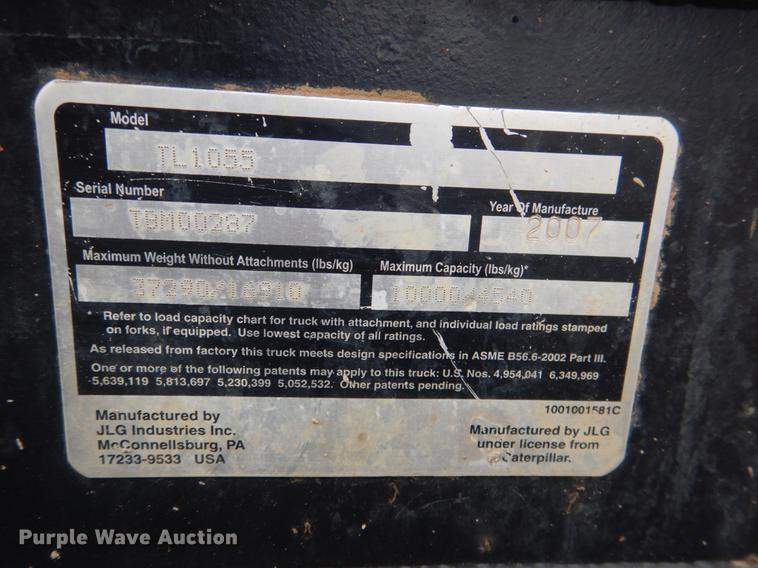 Purple Wave Auction
Model
TL1055
Serial Number
TBM00287
Year Of Manufacture
2007
Maximum Weight Without Attachments (lbs/kg)
37290/16910
Maximum Capacity (lbs/kg)*
10000/4540
* Refer to load capacity chart for truck with attachment, and individual load ratings stamped
on forks, if equipped. Use lowest capacity of all ratings.
As released from factory this truck meets design specifications in ASME B56.6-2002 Part III.
One or more of the following patents may apply to this truck: U.S. Nos. 4,954,041 6,349,969
5,639,119 5,813,697 5,230,399 5,052,532. Other patents pending.
1001001581C
Manufactured by
JLG Industries Inc.
McConnellsburg, PA
17233-9533 USA
Manufactured by JLG
under license from
Caterpillar.
Purple Wave Auction